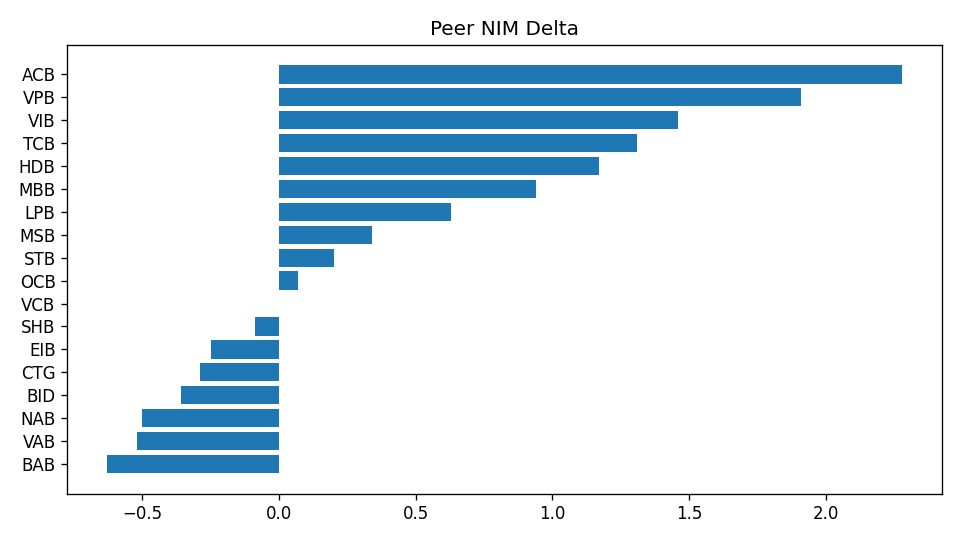 Peer NIM Delta
ACB
VPB
VIB
TCB
HDB
MBB
LPB
MSB
STB
OCB
VCB
SHB
EIB
CTG
BID
NAB
VAB
BAB
−0.5 0.0 0.5 1.0 1.5 2.0